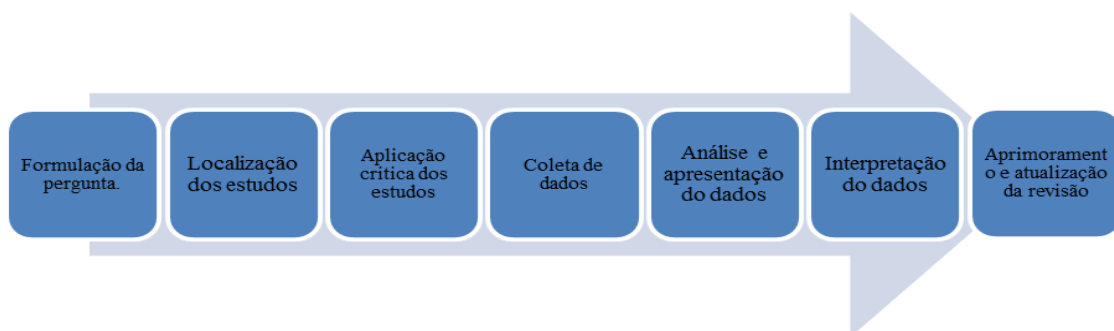 Formulação da
pergunta.
Localização
dos estudos
Aplicação
critica dos
estudos
Coleta de
dados
Análise e
apresentação
do dados
Interpretação
do dados
Aprimorament
o e atualização
da revisão